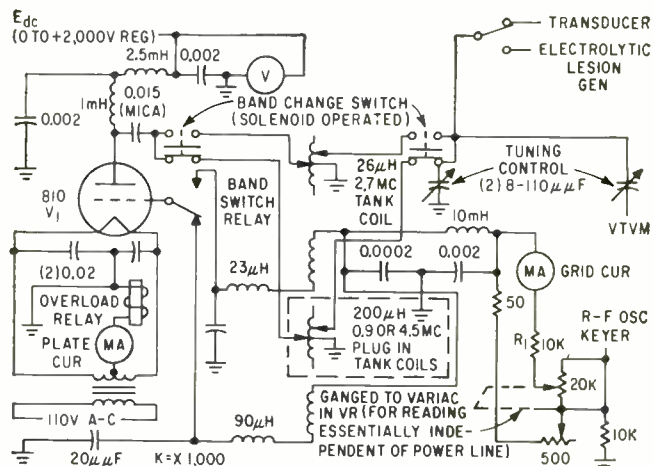 Edc
(0 TO +2,000V REG)
2.5mH
0.002
V
TRANSDUCER
ELECTROLYTIC
LESION
GEN
0.002
1mH
0.015
(MICA)
BAND CHANGE SWITCH
(SOLENOID OPERATED)
26μH
2,7MC
TANK
COIL
TUNING
CONTROL
(2) 8-110μμF
VTVM
810
V1
BAND
SWITCH
RELAY
10mH
(2)0,02
23μH
0.0002
0.002
MA
GRID CUR
50
OVERLOAD
RELAY
PLATE
CUR
MA
200μH
0.9 OR 4.5MC
PLUG IN
TANK COILS
R1
10K
R-F OSC
KEYER
20K
110V A-C
90μH
GANGED TO VARIAC
IN VR (FOR READING
ESSENTIALLY INDE-
PENDENT OF POWER LINE)
500
10K
20μμF
K=X 1,000